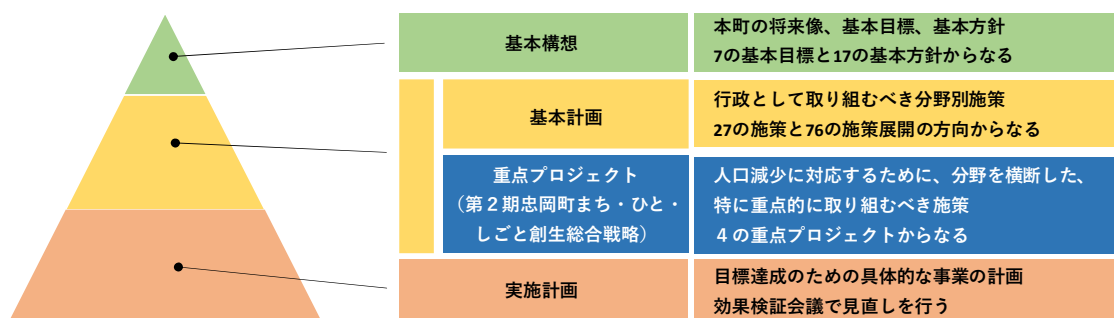 基本構想
本町の将来像、基本目標、基本方針
7の基本目標と17の基本方針からなる
基本計画
行政として取り組むべき分野別施策
27の施策と76の施策展開の方向からなる
重点プロジェクト
（第２期忠岡町まち・ひと・
しごと創生総合戦略）
人口減少に対応するために、分野を横断した、
特に重点的に取り組むべき施策
４の重点プロジェクトからなる
実施計画
目標達成のための具体的な事業の計画
効果検証会議で見直しを行う